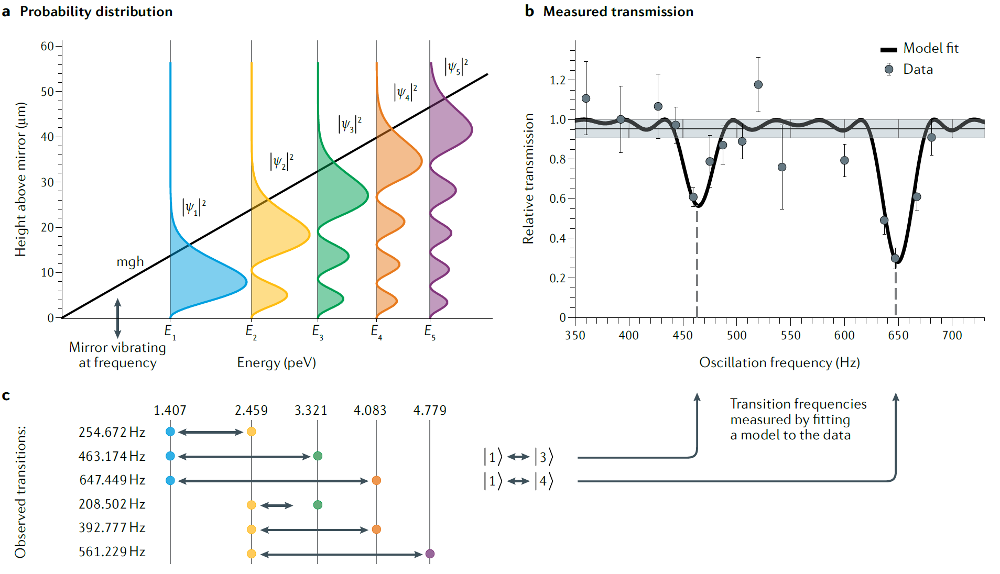 a Probability distribution
60
50
40
30
20
10
0
Height above mirror (μm)
|ψ1|2
|ψ2|2
|ψ3|2
|ψ4|2
|ψ5|2
mgh
E1
E2
E3
E4
E5
Mirror vibrating
at frequency
Energy (peV)
b Measured transmission
Model fit
Data
1.2
1.0
0.8
0.6
0.4
0.2
0
Relative transmission
350 400 450 500 550 600 650 700
Oscillation frequency (Hz)
c
1.407 2.459 3.321 4.083 4.779
Observed transitions:
254.672 Hz
463.174 Hz
647.449 Hz
208.502 Hz
392.777 Hz
561.229 Hz
|1⟩ ↔ |3⟩
|1⟩ ↔ |4⟩
Transition frequencies
measured by fitting
a model to the data